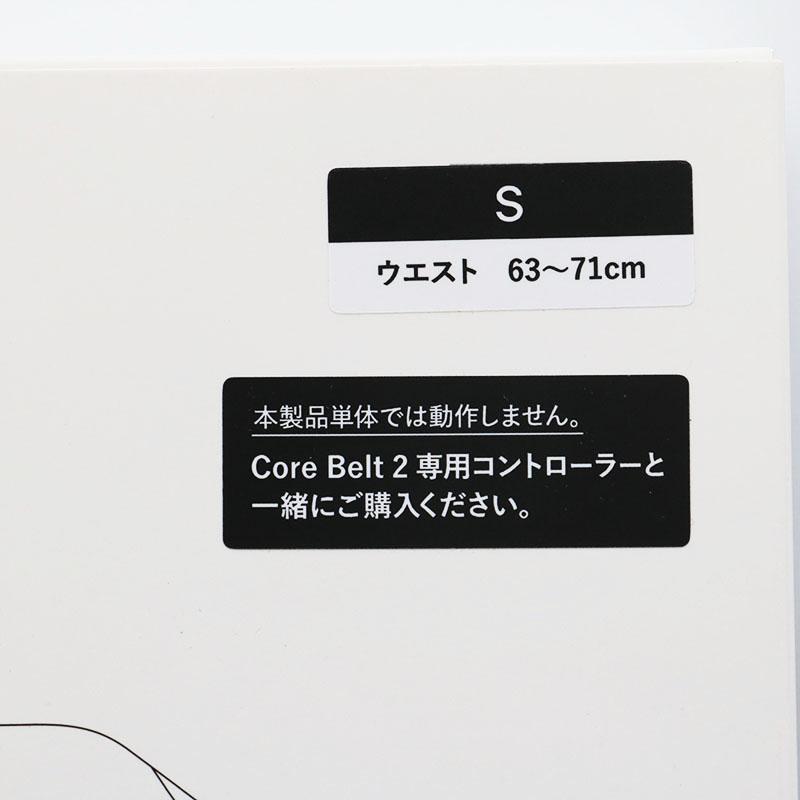 S
ウエスト　63〜71cm
本製品単体では動作しません。
Core Belt 2 専用コントローラーと
一緒にご購入ください。